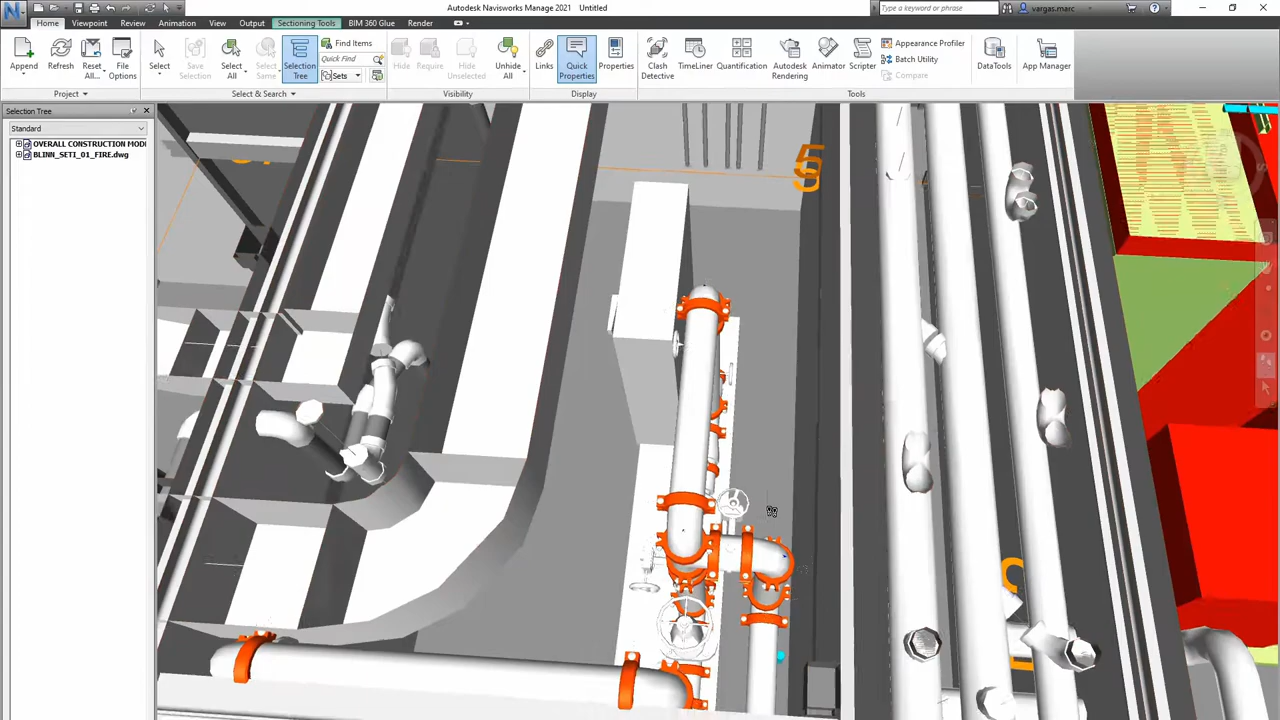 Autodesk Navisworks Manage 2021 Untitled
Type a keyword or phrase
vargas.marc
Home Viewpoint Review Animation View Output Sectioning Tools BIM 360 Glue Render
Append
Refresh
Reset All...
File Options
Project
Select
Save Selection
Select All
Select Same
Selection Tree
Find Items
Quick Find
Sets
Select & Search
Hide
Require
Hide Unselected
Unhide All
Visibility
Links
Quick Properties
Properties
Display
Clash Detective
TimeLiner
Quantification
Autodesk Rendering
Animator
Scripter
Appearance Profiler
Batch Utility
Compare
Tools
DataTools
App Manager
Selection Tree
Standard
OVERALL CONSTRUCTION MOD
BLINN_SETI_01_FIRE.dwg